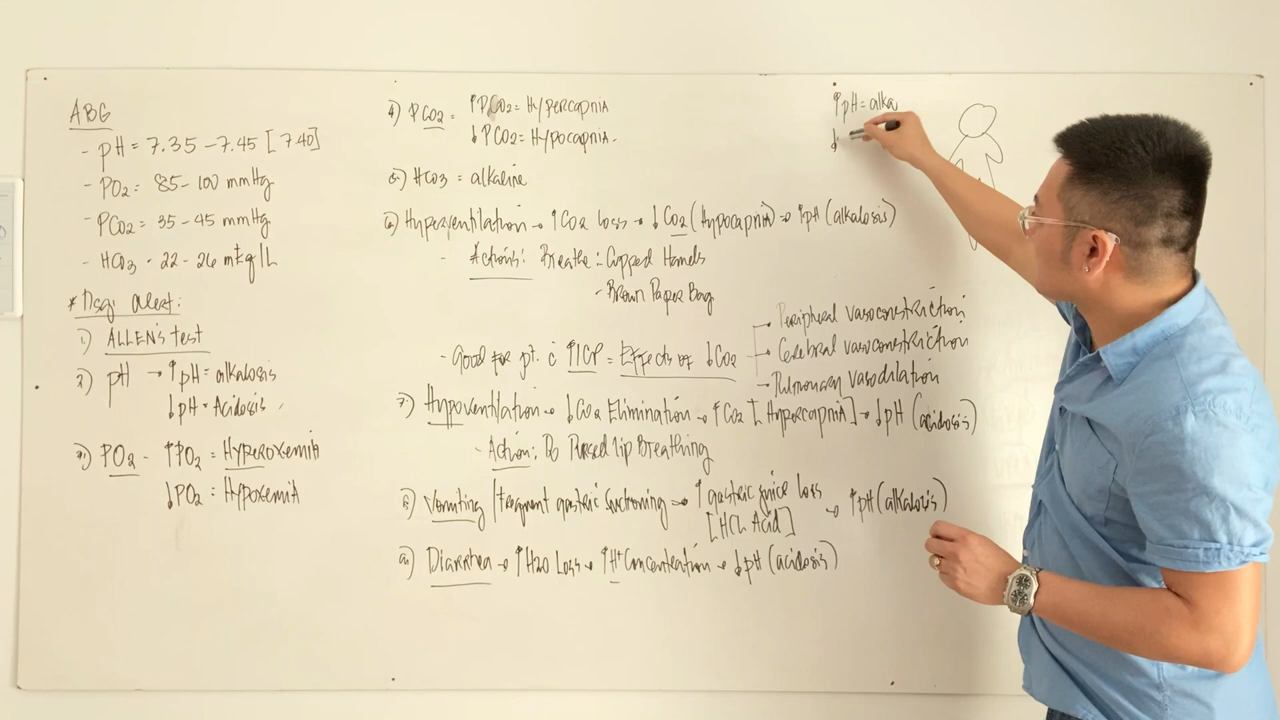 ABG
- pH = 7.35 - 7.45 [7.40]
- PO2 = 85 - 100 mmHg
- PCO2 = 35 - 45 mmHg
- HCO3 - 22 - 26 mEq/L
* Dsg: alert:
1) ALLEN'S test
2) pH → ↑pH = alkalosis
↓pH = Acidosis
3) PO2 - ↑PO2 = Hyperoxemia
↓PO2 = Hypoxemia
4) PCO2 = ↑PCO2 = Hypercapnia
↓PCO2 = Hypocapnia
5) HCO3 = alkaline
6) Hyperventilation → ↑CO2 Loss → ↓CO2 (Hypocapnia) → ↑pH (alkalosis)
- Actions: Breathe: - Cupped Hands
- Brown Paper Bag
- Good for pt. c̄ ↑ICP = Effects of ↓CO2
- Peripheral vasoconstriction
- Cerebral vasoconstriction
- Pulmonary Vasodilation
7) Hypoventilation → ↓CO2 Elimination → ↑CO2 [Hypercapnia] → ↓pH (acidosis)
- Action: Pursed lip Breathing
8) Vomiting / frequent gastric suctioning → ↑gastric juice loss [HCL Acid] → ↑pH (alkalosis)
9) Diarrhea → ↑H2O Loss → ↑H+ Concentration → ↓pH (acidosis)
↑pH = alka
↓